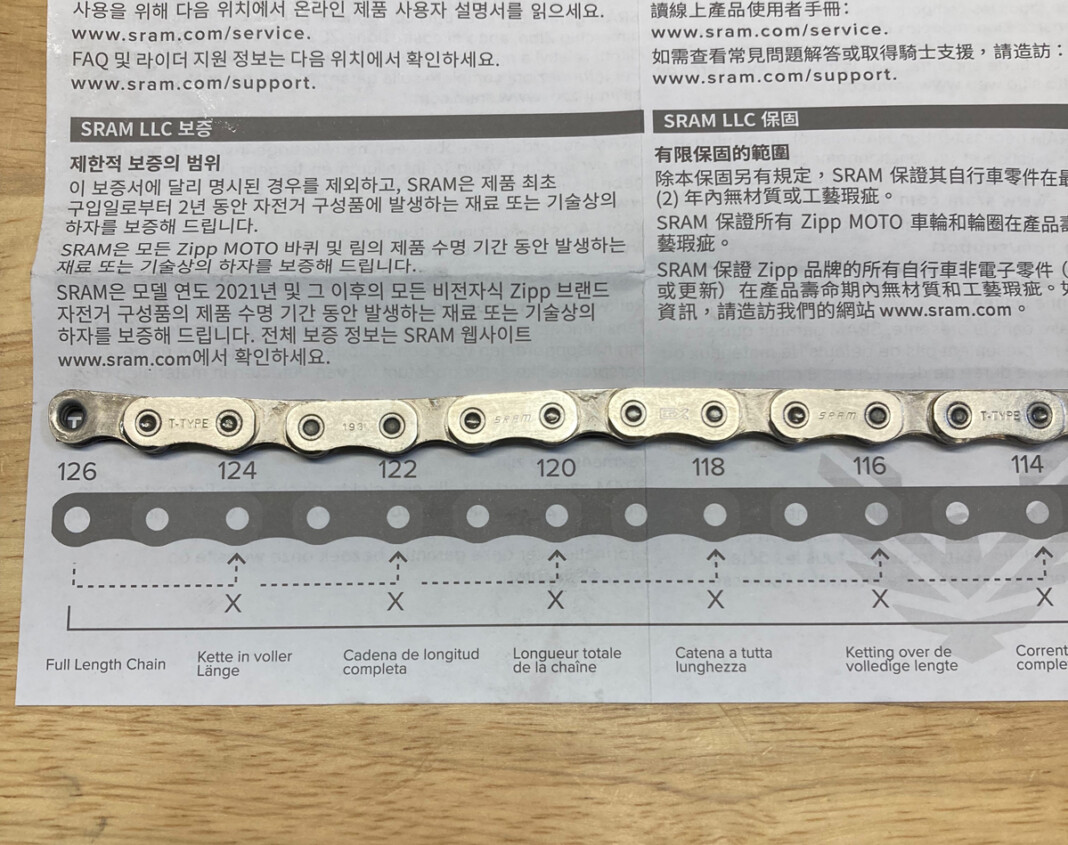 사용을 위해 다음 위치에서 온라인 제품 사용자 설명서를 읽으세요.
www.sram.com/service.
FAQ 및 라이더 지원 정보는 다음 위치에서 확인하세요.
www.sram.com/support.
SRAM LLC 보증
제한적 보증의 범위
이 보증서에 달리 명시된 경우를 제외하고, SRAM은 제품 최초
구입일로부터 2년 동안 자전거 구성품에 발생하는 재료 또는 기술상의
하자를 보증해 드립니다.
SRAM은 모든 Zipp MOTO 바퀴 및 림의 제품 수명 기간 동안 발생하는
재료 또는 기술상의 하자를 보증해 드립니다.
SRAM은 모델 연도 2021년 및 그 이후의 모든 비전자식 Zipp 브랜드
자전거 구성품의 제품 수명 기간 동안 발생하는 재료 또는 기술상의
하자를 보증해 드립니다. 전체 보증 정보는 SRAM 웹사이트
www.sram.com에서 확인하세요.
讀線上產品使用者手冊：
www.sram.com/service.
如需查看常見問題解答或取得騎士支援，請造訪：
www.sram.com/support.
SRAM LLC 保固
有限保固的範圍
除本保固另有規定，SRAM 保證其自行車零件在最
(2) 年內無材質或工藝瑕疵。
SRAM 保證所有 Zipp MOTO 車輪和輪圈在產品壽
藝瑕疵。
SRAM 保證 Zipp 品牌的所有自行車非電子零件（
或更新）在產品壽命期內無材質和工藝瑕疵。如
資訊，請造訪我們的網站 www.sram.com。
T-TYPE
SRAM
SRAM
T-TYPE
126 124 122 120 118 116 114
X X X X X X
Full Length Chain
Kette in voller
Länge
Cadena de longitud
completa
Longueur totale
de la chaîne
Catena a tutta
lunghezza
Ketting over de
volledige lengte
Corrent
comple